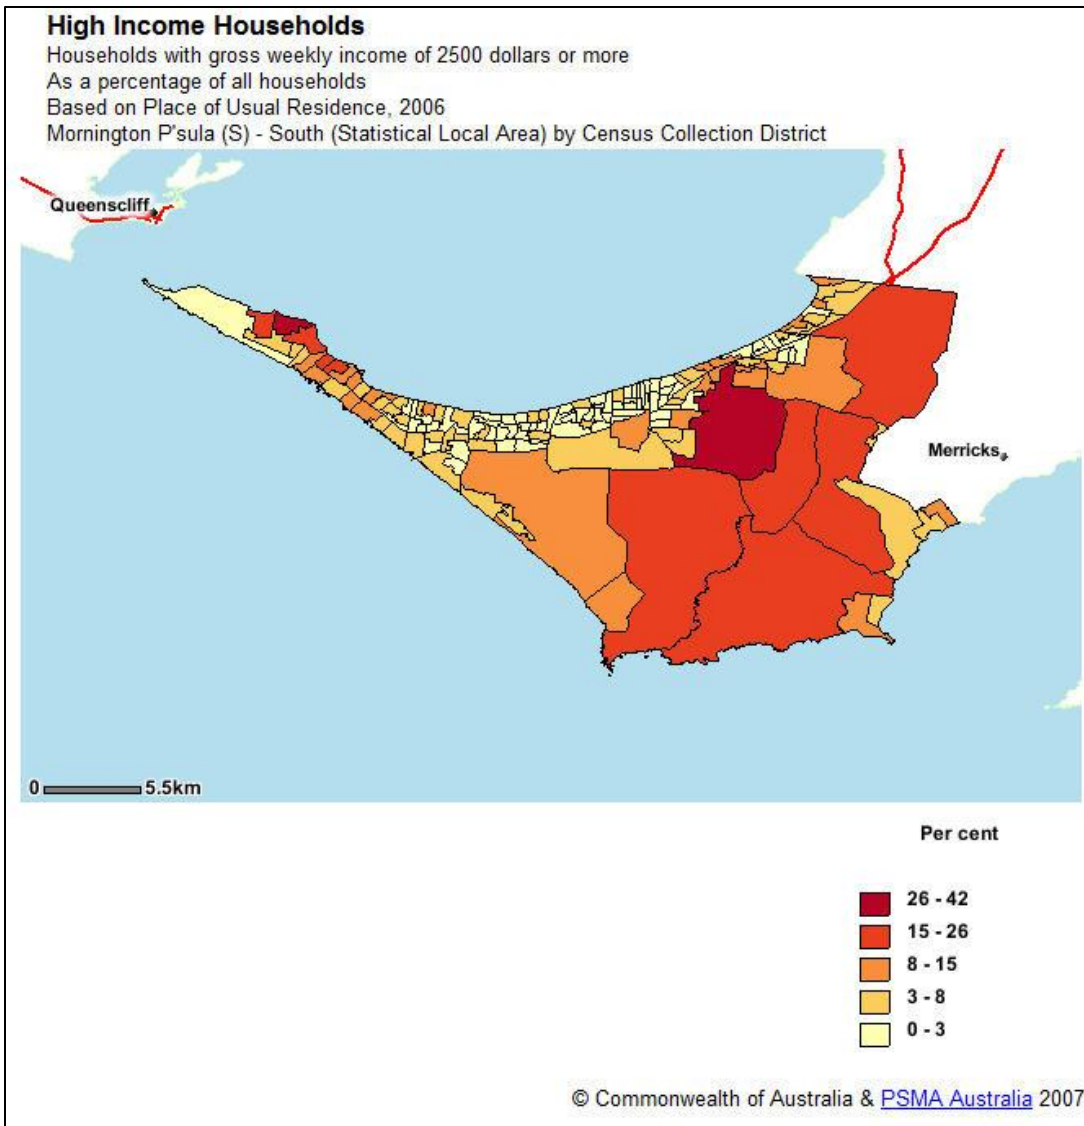 High Income Households
Households with gross weekly income of 2500 dollars or more
As a percentage of all households
Based on Place of Usual Residence, 2006
Mornington P'sula (S) - South (Statistical Local Area) by Census Collection District
Queenscliff
Merricks
0 5.5km
Per cent
26 - 42
15 - 26
8 - 15
3 - 8
0 - 3
© Commonwealth of Australia & PSMA Australia 2007